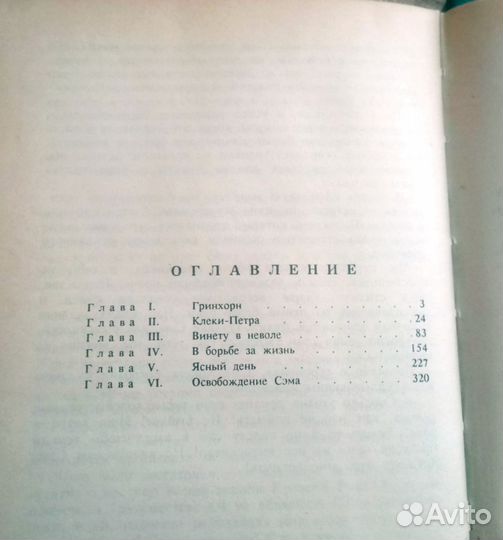 ОГЛАВЛЕНИЕ
Глава I. Гринхорн . . . . . . . . . . 3
Глава II. Клеки-Петра . . . . . . . . . 24
Глава III. Винету в неволе . . . . . . . . 83
Глава IV. В борьбе за жизнь . . . . . . . 154
Глава V. Ясный день . . . . . . . . . 227
Глава VI. Освобождение Сэма . . . . . . . 320
Avito